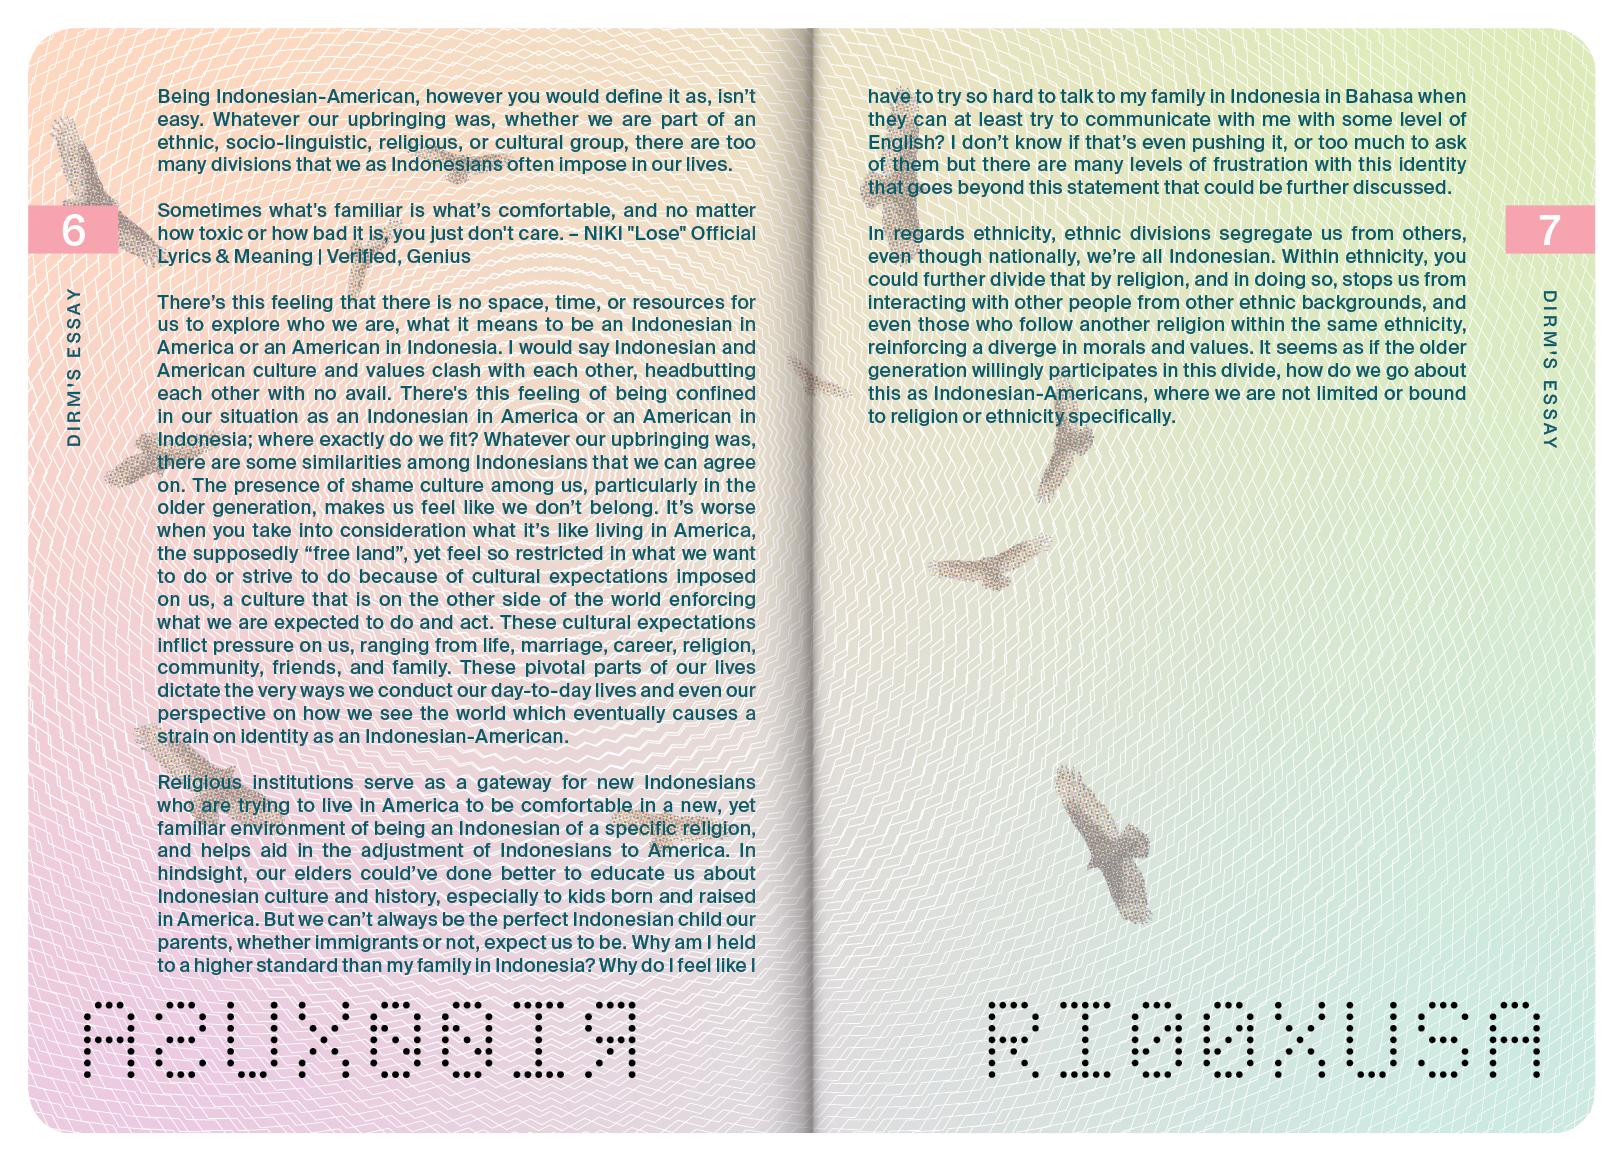 Being Indonesian-American, however you would define it as, isn’t
easy. Whatever our upbringing was, whether we are part of an
ethnic, socio-linguistic, religious, or cultural group, there are too
many divisions that we as Indonesians often impose in our lives.
Sometimes what’s familiar is what’s comfortable, and no matter
how toxic or how bad it is, you just don't care. – NIKI "Lose" Official
Lyrics & Meaning | Verified, Genius
There’s this feeling that there is no space, time, or resources for
us to explore who we are, what it means to be an Indonesian in
America or an American in Indonesia. I would say Indonesian and
American culture and values clash with each other, headbutting
each other with no avail. There's this feeling of being confined
in our situation as an Indonesian in America or an American in
Indonesia; where exactly do we fit? Whatever our upbringing was,
there are some similarities among Indonesians that we can agree
on. The presence of shame culture among us, particularly in the
older generation, makes us feel like we don’t belong. It’s worse
when you take into consideration what it’s like living in America,
the supposedly “free land”, yet feel so restricted in what we want
to do or strive to do because of cultural expectations imposed
on us, a culture that is on the other side of the world enforcing
what we are expected to do and act. These cultural expectations
inflict pressure on us, ranging from life, marriage, career, religion,
community, friends, and family. These pivotal parts of our lives
dictate the very ways we conduct our day-to-day lives and even our
perspective on how we see the world which eventually causes a
strain on identity as an Indonesian-American.
Religious institutions serve as a gateway for new Indonesians
who are trying to live in America to be comfortable in a new, yet
familiar environment of being an Indonesian of a specific religion,
and helps aid in the adjustment of Indonesians to America. In
hindsight, our elders could’ve done better to educate us about
Indonesian culture and history, especially to kids born and raised
in America. But we can’t always be the perfect Indonesian child our
parents, whether immigrants or not, expect us to be. Why am I held
to a higher standard than my family in Indonesia? Why do I feel like I
6
DIRM'S ESSAY
RI00XUSA
have to try so hard to talk to my family in Indonesia in Bahasa when
they can at least try to communicate with me with some level of
English? I don’t know if that’s even pushing it, or too much to ask
of them but there are many levels of frustration with this identity
that goes beyond this statement that could be further discussed.
In regards ethnicity, ethnic divisions segregate us from others,
even though nationally, we’re all Indonesian. Within ethnicity, you
could further divide that by religion, and in doing so, stops us from
interacting with other people from other ethnic backgrounds, and
even those who follow another religion within the same ethnicity,
reinforcing a diverge in morals and values. It seems as if the older
generation willingly participates in this divide, how do we go about
this as Indonesian-Americans, where we are not limited or bound
to religion or ethnicity specifically.
7
DIRM'S ESSAY
RI00XUSA